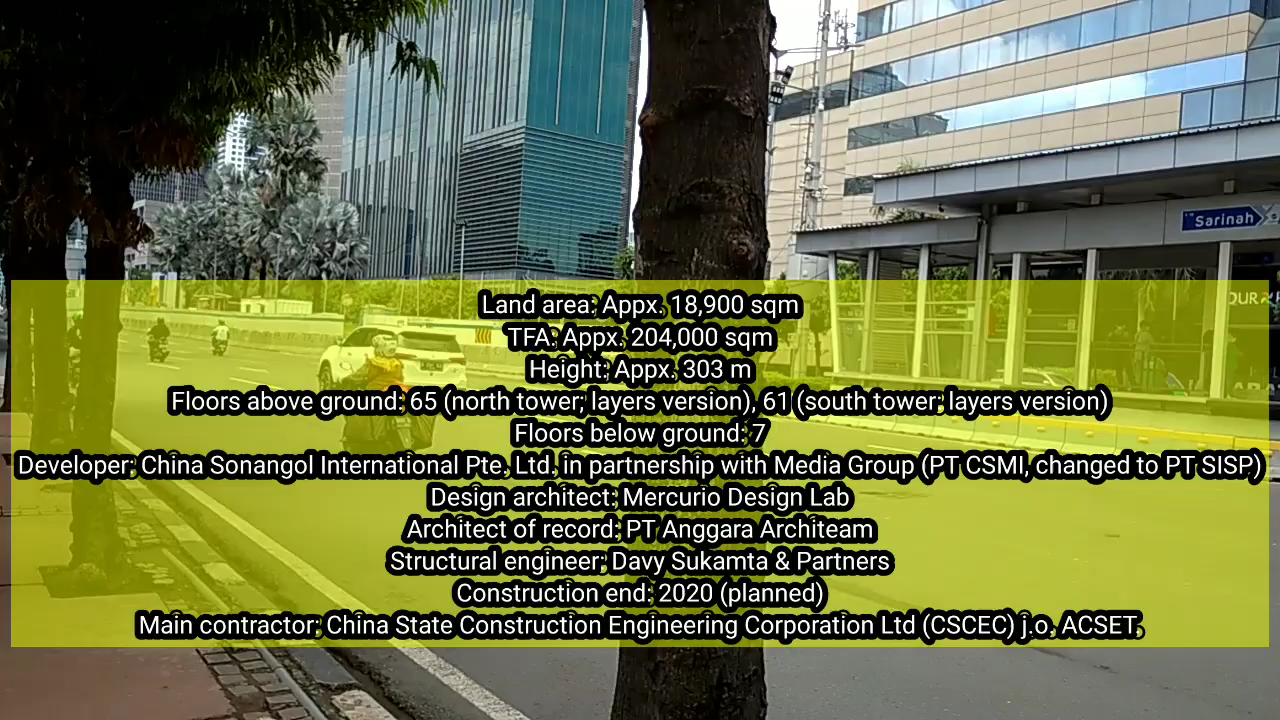 Sarinah
Land area: Appx. 18,900 sqm
TFA: Appx. 204,000 sqm
Height: Appx. 303 m
Floors above ground: 65 (north tower; layers version), 61 (south tower; layers version)
Floors below ground: 7
Developer: China Sonangol International Pte. Ltd. in partnership with Media Group (PT CSMI, changed to PT SISP)
Design architect: Mercurio Design Lab
Architect of record: PT Anggara Architeam
Structural engineer: Davy Sukamta & Partners
Construction end: 2020 (planned)
Main contractor: China State Construction Engineering Corporation Ltd (CSCEC) j.o. ACSET.